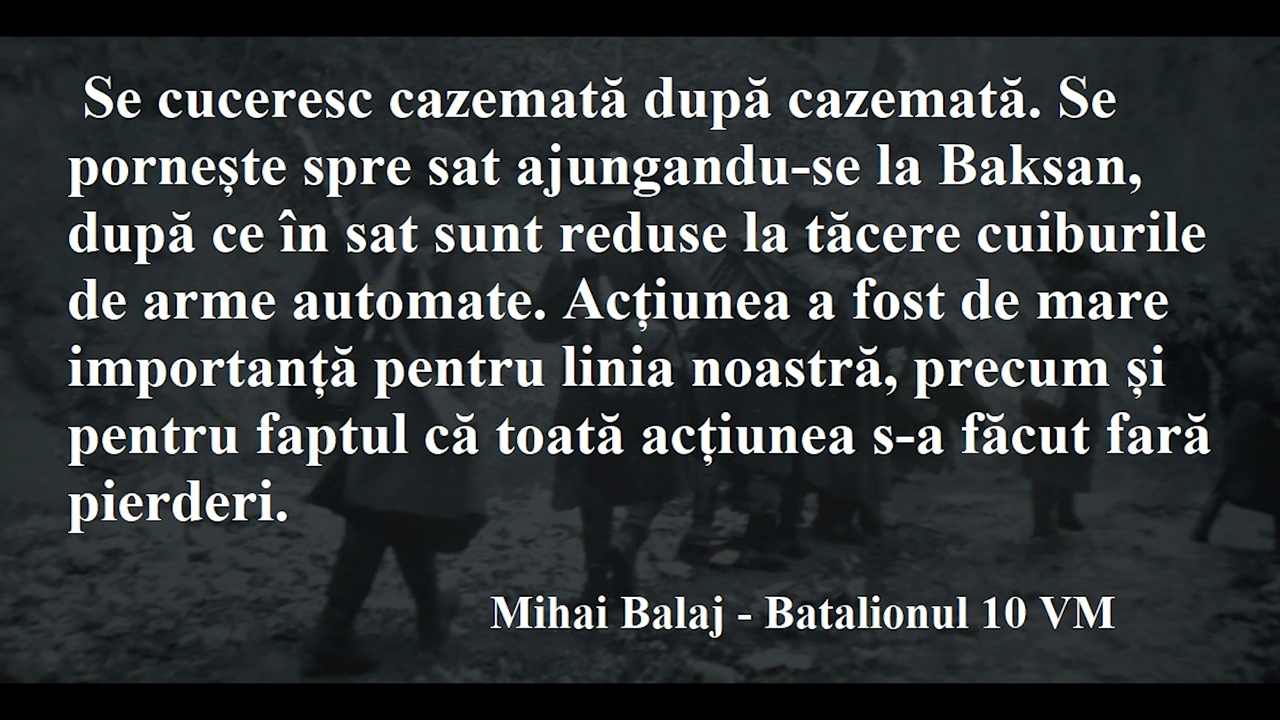 Se cuceresc cazemată după cazemată. Se
pornește spre sat ajungandu-se la Baksan,
după ce în sat sunt reduse la tăcere cuiburile
de arme automate. Acțiunea a fost de mare
importanță pentru linia noastră, precum și
pentru faptul că toată acțiunea s-a făcut fară
pierderi.
Mihai Balaj - Batalionul 10 VM